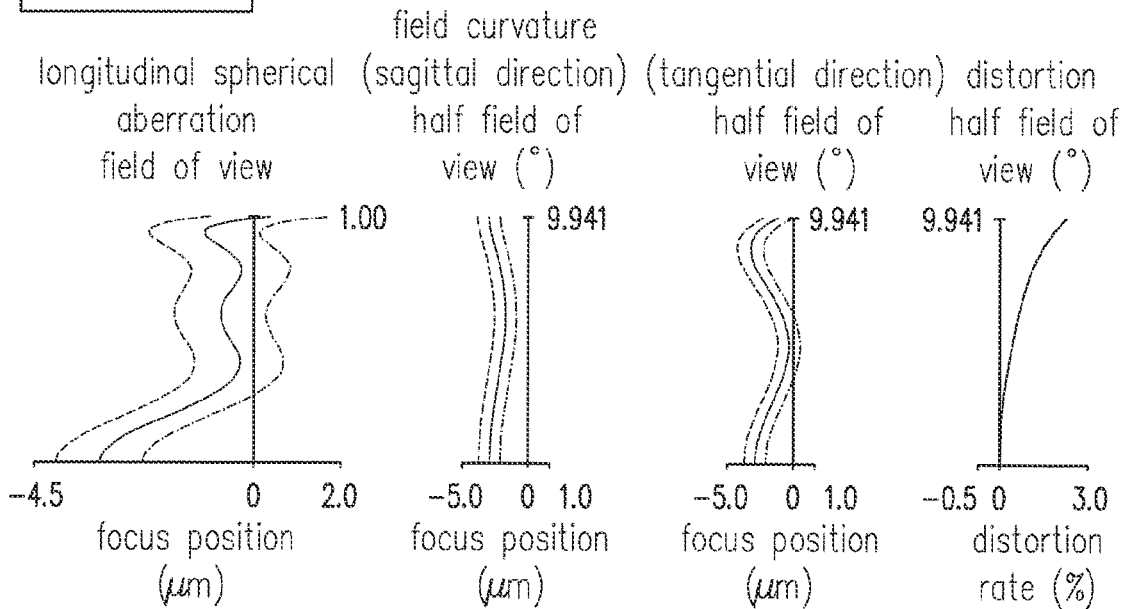 field curvature
longitudinal spherical (sagittal direction) (tangential direction) distortion
aberration half field of half field of half field of
field of view view (°) view (°) view (°)
1.00 9.941 9.941 9.941
-4.5 0 2.0 -5.0 0 1.0 -5.0 0 1.0 -0.5 0 3.0
focus position focus position focus position distortion
(μm) (μm) (μm) rate (%)